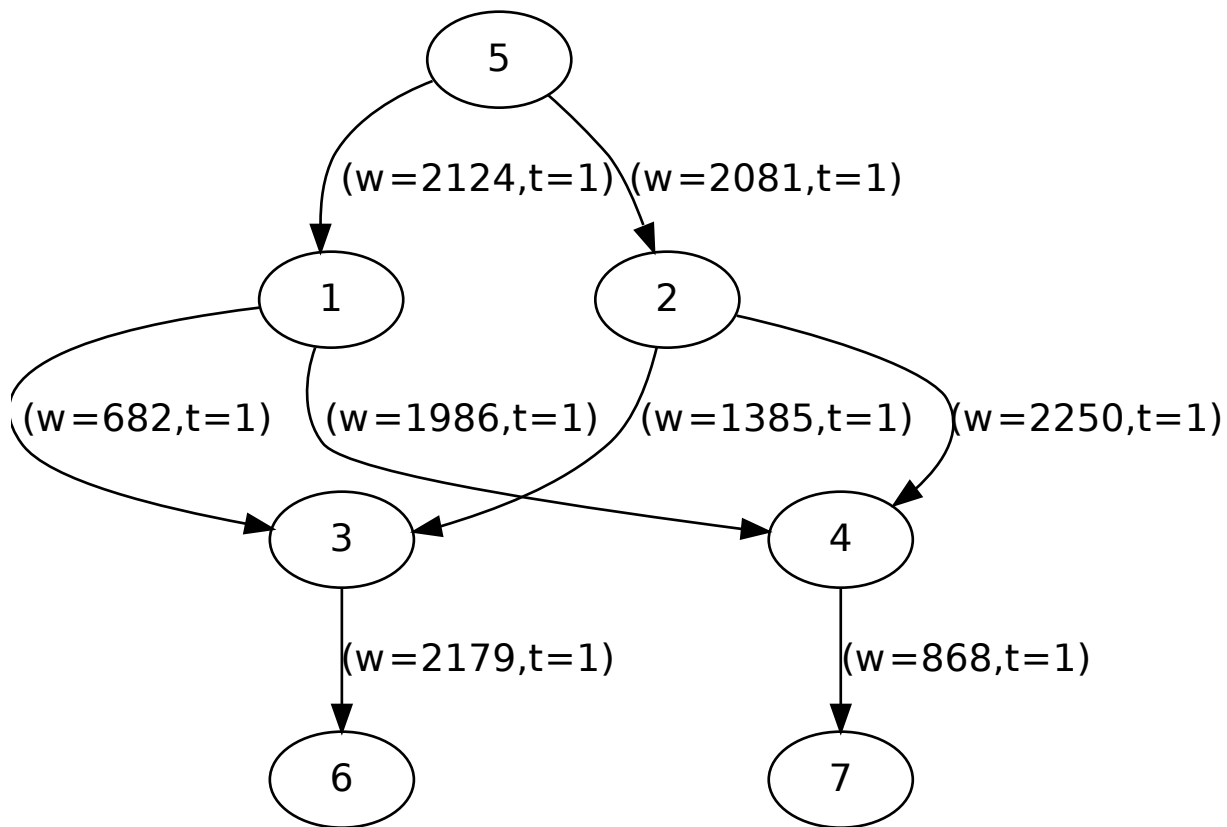 5
(w=2124,t=1) (w=2081,t=1)
1 2
(w=682,t=1) (w=1986,t=1) (w=1385,t=1) (w=2250,t=1)
3 4
(w=2179,t=1) (w=868,t=1)
6 7